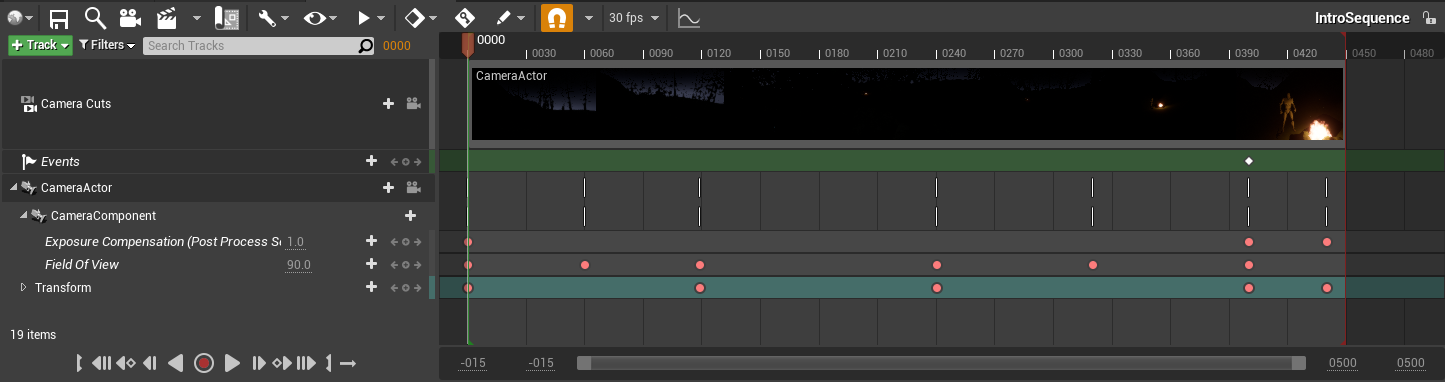 30 fps
IntroSequence
Track
Filters
Search Tracks
0000
0000
0030 0060 0090 0120 0150 0180 0210 0240 0270 0300 0330 0360 0390 0420 0450 0480
CameraActor
Camera Cuts
Events
CameraActor
CameraComponent
Exposure Compensation (Post Process Se
1.0
Field Of View
90.0
Transform
19 items
-015
-015
0500
0500